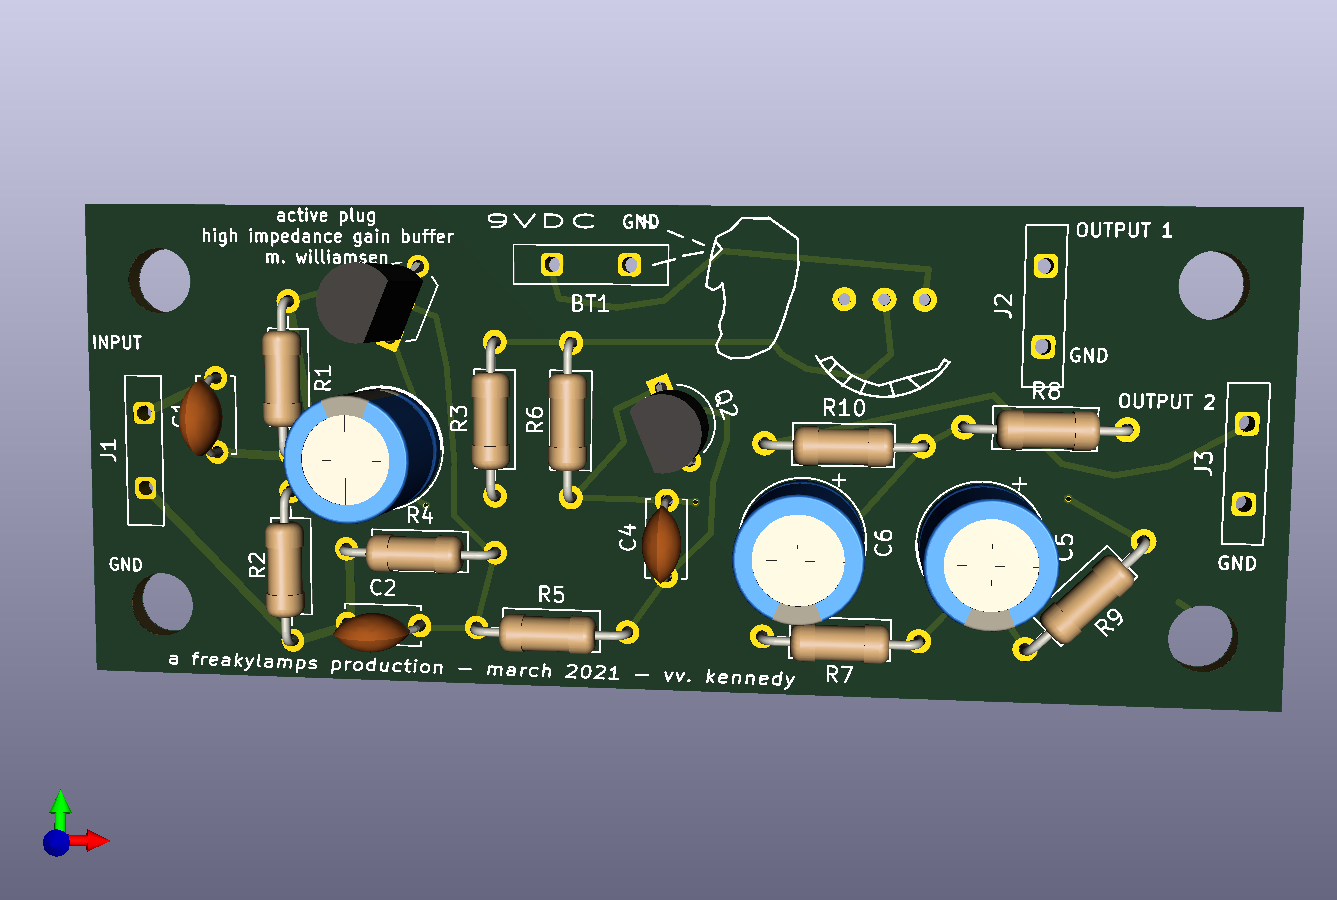 active plug
high impedance gain buffer
m. williamsen
9VDC
GND
BT1
OUTPUT 1
J2
GND
INPUT
J1
GND
R1
R3
R6
Q2
R10
R8
OUTPUT 2
J3
GND
R4
R2
C2
C4
R5
+
C6
+
C5
R9
R7
a freakylamps production — march 2021 — vv. kennedy